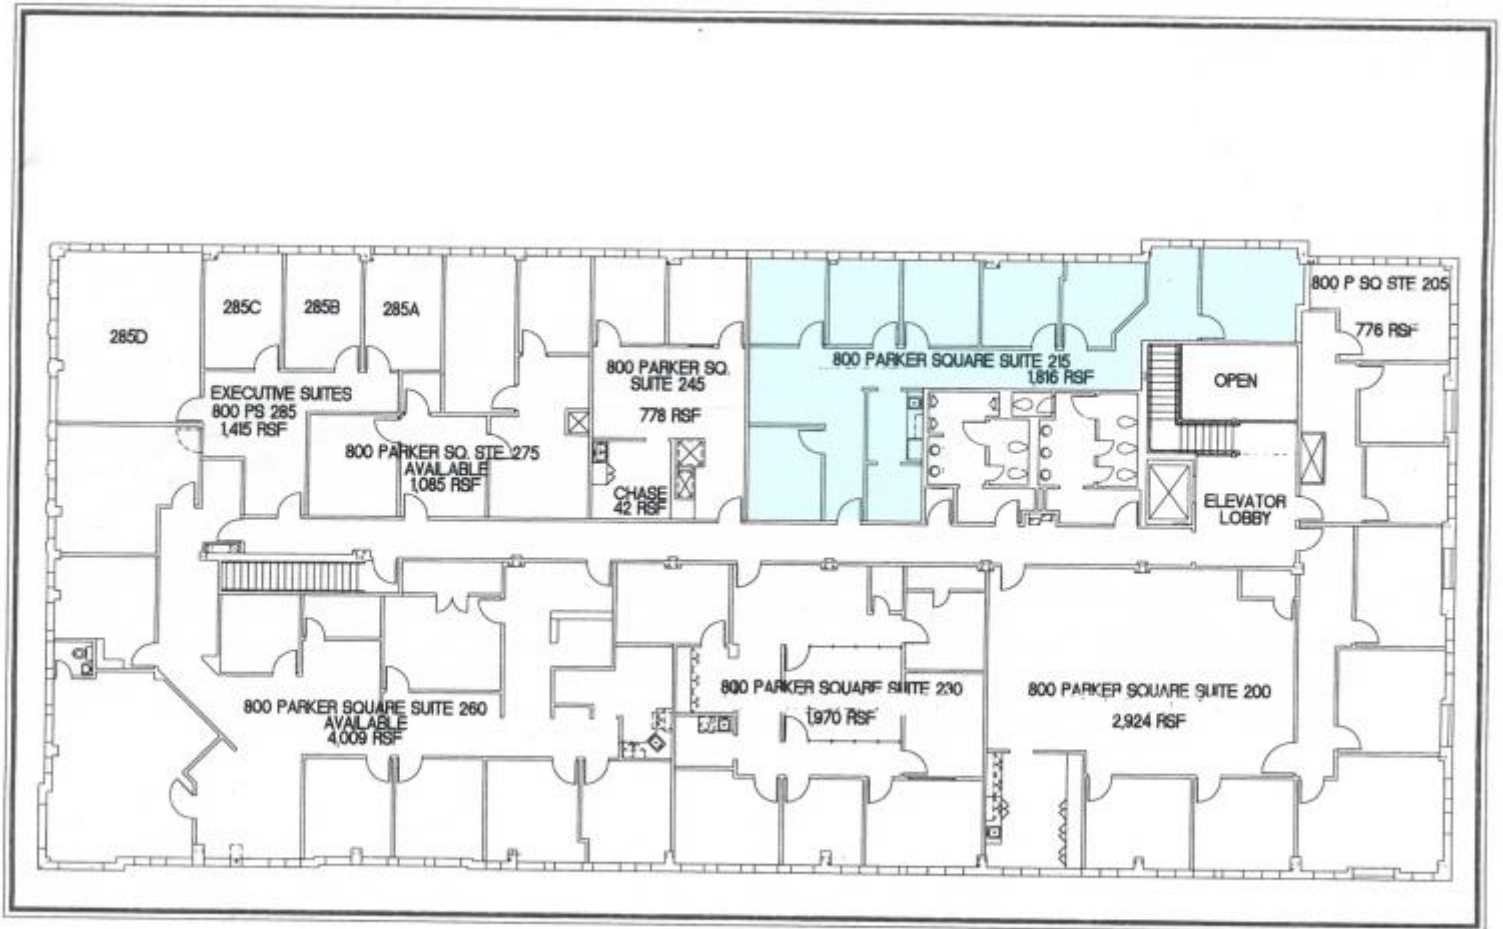 285D
285C
285B
285A
EXECUTIVE SUITES
800 PS 285
1,415 RSF
800 PARKER SQ. STE 275
AVAILABLE
1,085 RSF
800 PARKER SQ.
SUITE 245
778 RSF
CHASE
42 RSF
800 PARKER SQUARE SUITE 215
1,816 RSF
OPEN
ELEVATOR
LOBBY
800 P SQ STE 205
776 RSF
800 PARKER SQUARE SUITE 260
AVAILABLE
4,009 RSF
800 PARKER SQUARE SUITE 230
1,970 RSF
800 PARKER SQUARE SUITE 200
2,924 RSF